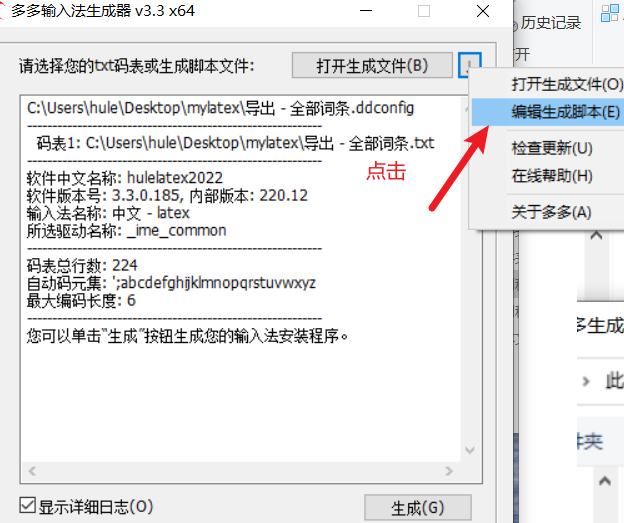 多多输入法生成器 v3.3 x64
历史记录
请选择您的txt码表或生成脚本文件:
打开生成文件(B)
开
打开生成文件(O)
编辑生成脚本(E)
检查更新(U)
在线帮助(H)
关于多多(A)
点击
C:\Users\hule\Desktop\mylatex\导出 - 全部词条.ddconfig
码表1: C:\Users\hule\Desktop\mylatex\导出 - 全部词条.txt
软件中文名称: hulelatex2022
软件版本号: 3.3.0.185, 内部版本: 220.12
输入法名称: 中文 - latex
所选驱动名称: _ime_common
码表总行数: 224
自动码元集: ';abcdefghijklmnopqrstuvwxyz
最大编码长度: 6
您可以单击“生成”按钮生成您的输入法安装程序。
多生成
此
件夹
显示详细日志(O)
生成(G)